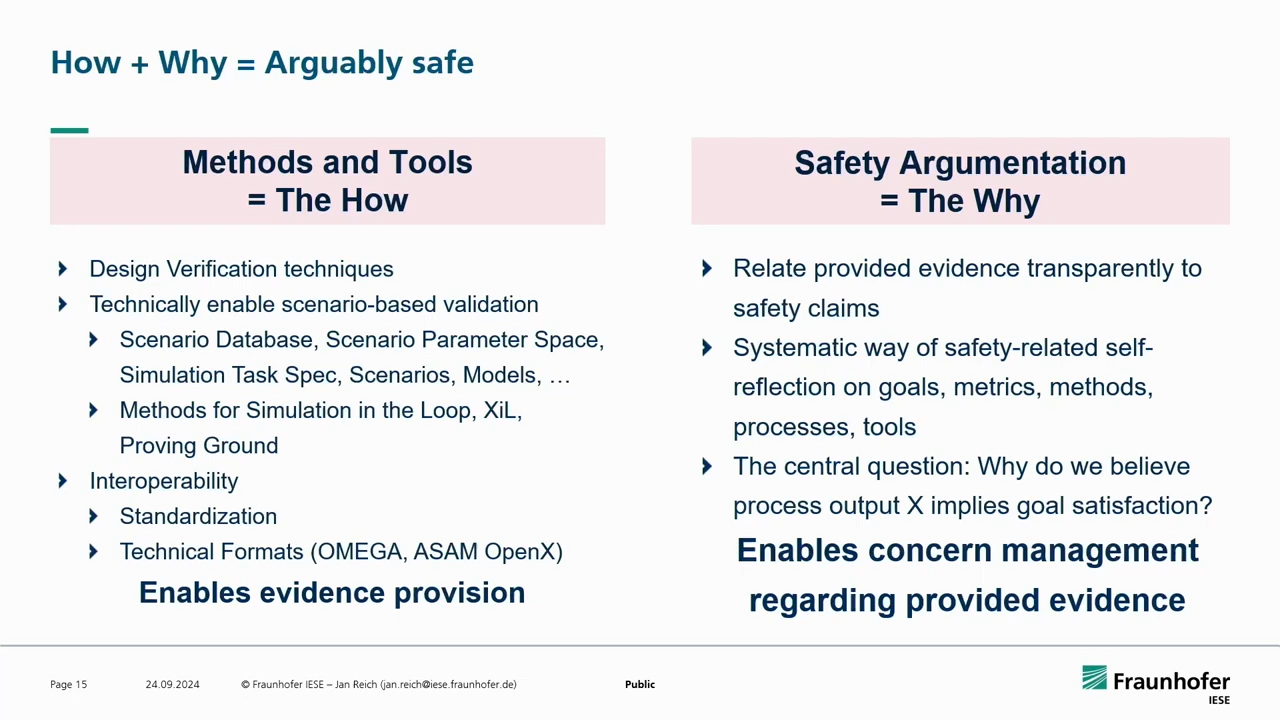 How + Why = Arguably safe
Methods and Tools
= The How
Design Verification techniques
Technically enable scenario-based validation
Scenario Database, Scenario Parameter Space,
Simulation Task Spec, Scenarios, Models, …
Methods for Simulation in the Loop, XiL,
Proving Ground
Interoperability
Standardization
Technical Formats (OMEGA, ASAM OpenX)
Enables evidence provision
Safety Argumentation
= The Why
Relate provided evidence transparently to
safety claims
Systematic way of safety-related self-
reflection on goals, metrics, methods,
processes, tools
The central question: Why do we believe
process output X implies goal satisfaction?
Enables concern management
regarding provided evidence
Page 15 24.09.2024 © Fraunhofer IESE – Jan Reich (jan.reich@iese.fraunhofer.de) Public
Fraunhofer
IESE